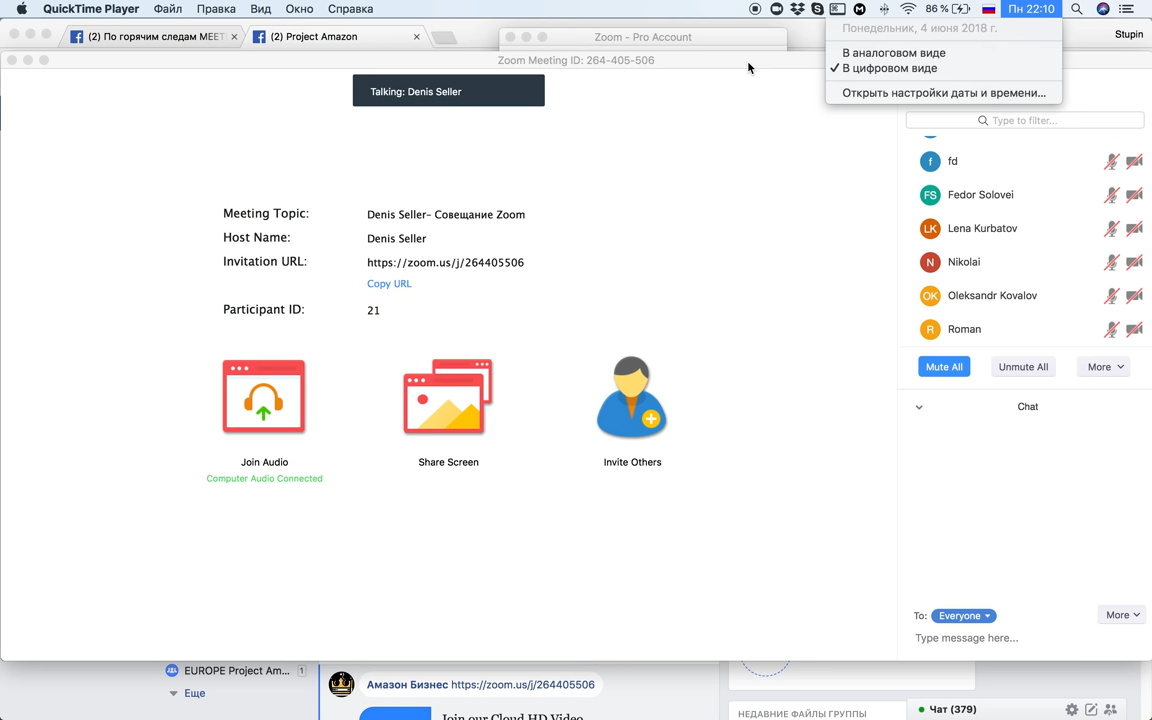 QuickTime Player Файл Правка Вид Окно Справка 86 % Пн 22:10
(2) По горячим следам MEET
(2) Project Amazon
Zoom - Pro Account
Stupin
Понедельник, 4 июня 2018 г.
В аналоговом виде
✓ В цифровом виде
Открыть настройки даты и времени...
Zoom Meeting ID: 264-405-506
Talking: Denis Seller
Meeting Topic: Denis Seller- Совещание Zoom
Host Name: Denis Seller
Invitation URL: https://zoom.us/j/264405506
Copy URL
Participant ID: 21
Join Audio
Computer Audio Connected
Share Screen
Invite Others
Type to filter...
f fd
FS Fedor Solovei
LK Lena Kurbatov
N Nikolai
OK Oleksandr Kovalov
R Roman
Mute All Unmute All More
Chat
To: Everyone More
Type message here...
EUROPE Project Am... 1
Еще
Амазон Бизнес https://zoom.us/j/264405506
Join our Cloud HD Video
НЕДАВНИЕ ФАЙЛЫ ГРУППЫ
Чат (379)